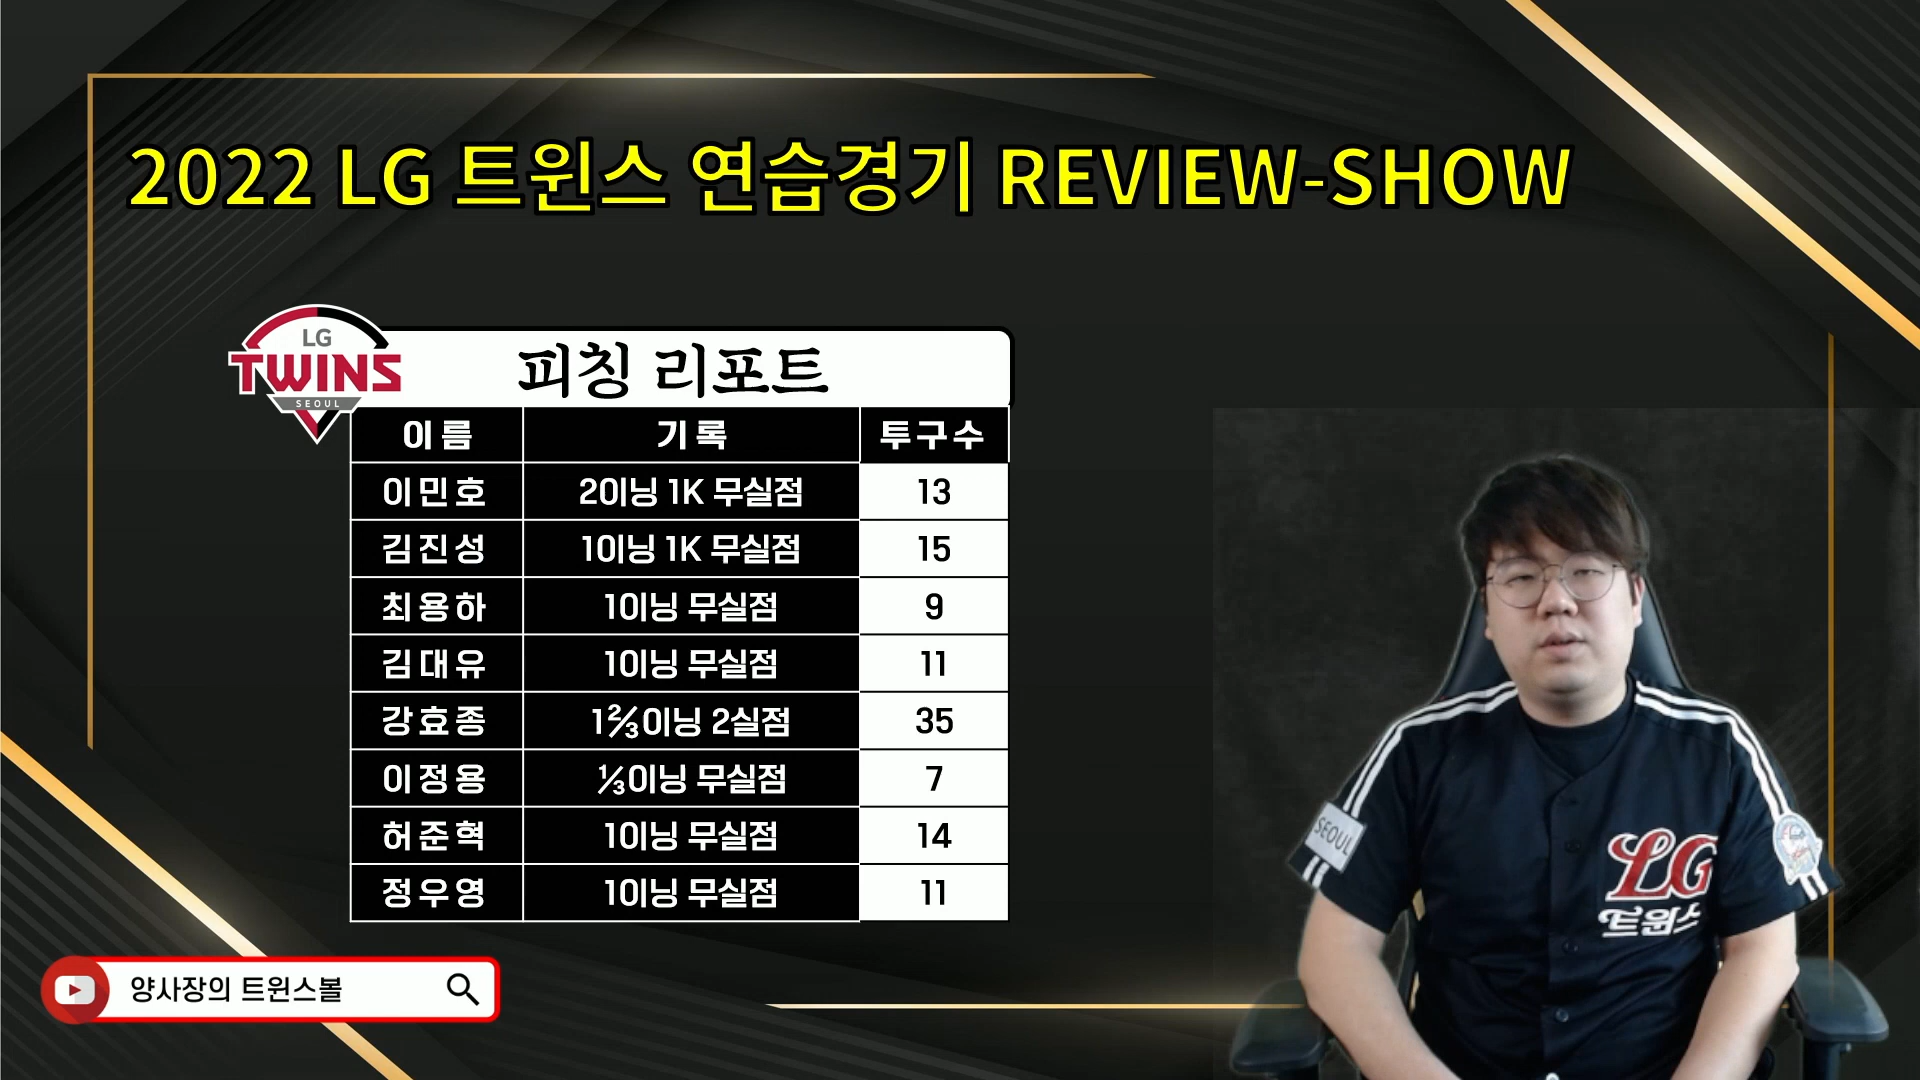 2022 LG 트윈스 연습경기 REVIEW-SHOW
LG
TWINS
SEOUL
피칭 리포트
이름 기록 투구수
이민호 2이닝 1K 무실점 13
김진성 1이닝 1K 무실점 15
최용하 1이닝 무실점 9
김대유 1이닝 무실점 11
강효종 1⅔이닝 2실점 35
이정용 ⅓이닝 무실점 7
허준혁 1이닝 무실점 14
정우영 1이닝 무실점 11
SEOUL
LG
트윈스
양사장의 트윈스볼